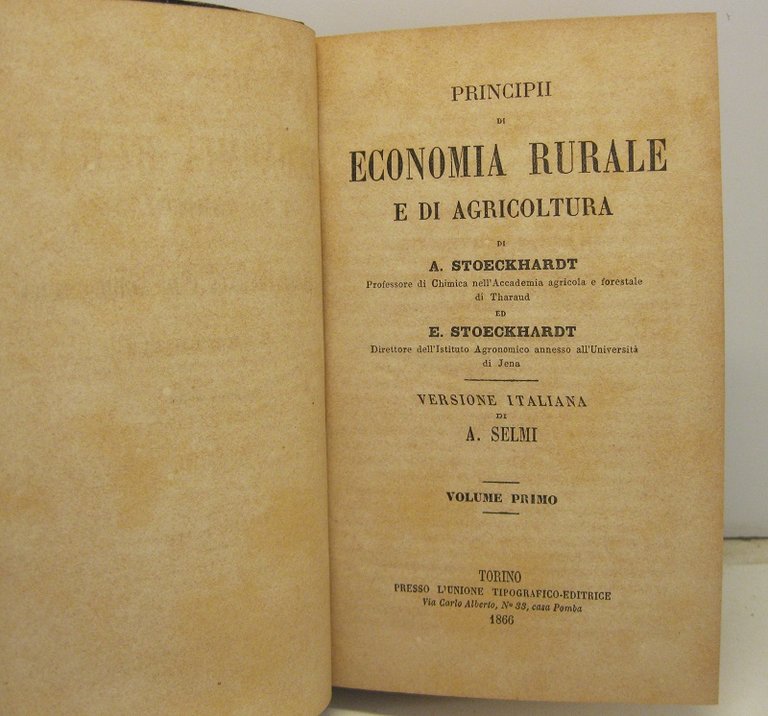 PRINCIPII
DI
ECONOMIA RURALE
E DI AGRICOLTURA
DI
A. STOECKHARDT
Professore di Chimica nell'Accademia agricola e forestale
di Tharaud
ED
E. STOECKHARDT
Direttore dell'Istituto Agronomico annesso all'Università
di Jena
VERSIONE ITALIANA
DI
A. SELMI
VOLUME PRIMO
TORINO
PRESSO L'UNIONE TIPOGRAFICO-EDITRICE
Via Carlo Alberto, Nº 33, casa Pomba
1866